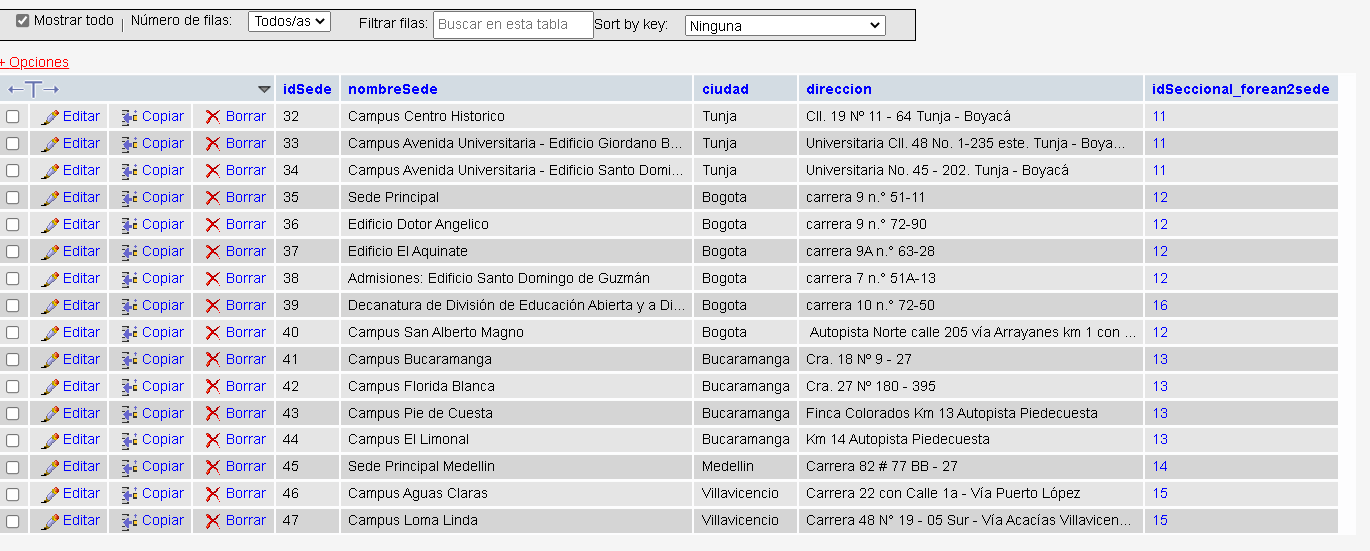 Mostrar todo | Número de filas: Todos/as Filtrar filas: Buscar en esta tabla Sort by key: Ninguna
+ Opciones
←T→ idSede nombreSede ciudad direccion idSeccional_forean2sede
Editar Copiar Borrar 32 Campus Centro Historico Tunja Cll. 19 Nº 11 - 64 Tunja - Boyacá 11
Editar Copiar Borrar 33 Campus Avenida Universitaria - Edificio Giordano B... Tunja Universitaria Cll. 48 No. 1-235 este. Tunja - Boya... 11
Editar Copiar Borrar 34 Campus Avenida Universitaria - Edificio Santo Domi... Tunja Universitaria No. 45 - 202. Tunja - Boyacá 11
Editar Copiar Borrar 35 Sede Principal Bogota carrera 9 n.° 51-11 12
Editar Copiar Borrar 36 Edificio Dotor Angelico Bogota carrera 9 n.° 72-90 12
Editar Copiar Borrar 37 Edificio El Aquinate Bogota carrera 9A n.° 63-28 12
Editar Copiar Borrar 38 Admisiones: Edificio Santo Domingo de Guzmán Bogota carrera 7 n.° 51A-13 12
Editar Copiar Borrar 39 Decanatura de División de Educación Abierta y a Di... Bogota carrera 10 n.° 72-50 16
Editar Copiar Borrar 40 Campus San Alberto Magno Bogota Autopista Norte calle 205 vía Arrayanes km 1 con ... 12
Editar Copiar Borrar 41 Campus Bucaramanga Bucaramanga Cra. 18 Nº 9 - 27 13
Editar Copiar Borrar 42 Campus Florida Blanca Bucaramanga Cra. 27 Nº 180 - 395 13
Editar Copiar Borrar 43 Campus Pie de Cuesta Bucaramanga Finca Colorados Km 13 Autopista Piedecuesta 13
Editar Copiar Borrar 44 Campus El Limonal Bucaramanga Km 14 Autopista Piedecuesta 13
Editar Copiar Borrar 45 Sede Principal Medellin Medellin Carrera 82 # 77 BB - 27 14
Editar Copiar Borrar 46 Campus Aguas Claras Villavicencio Carrera 22 con Calle 1a - Vía Puerto López 15
Editar Copiar Borrar 47 Campus Loma Linda Villavicencio Carrera 48 N° 19 - 05 Sur - Vía Acacías Villavicen... 15